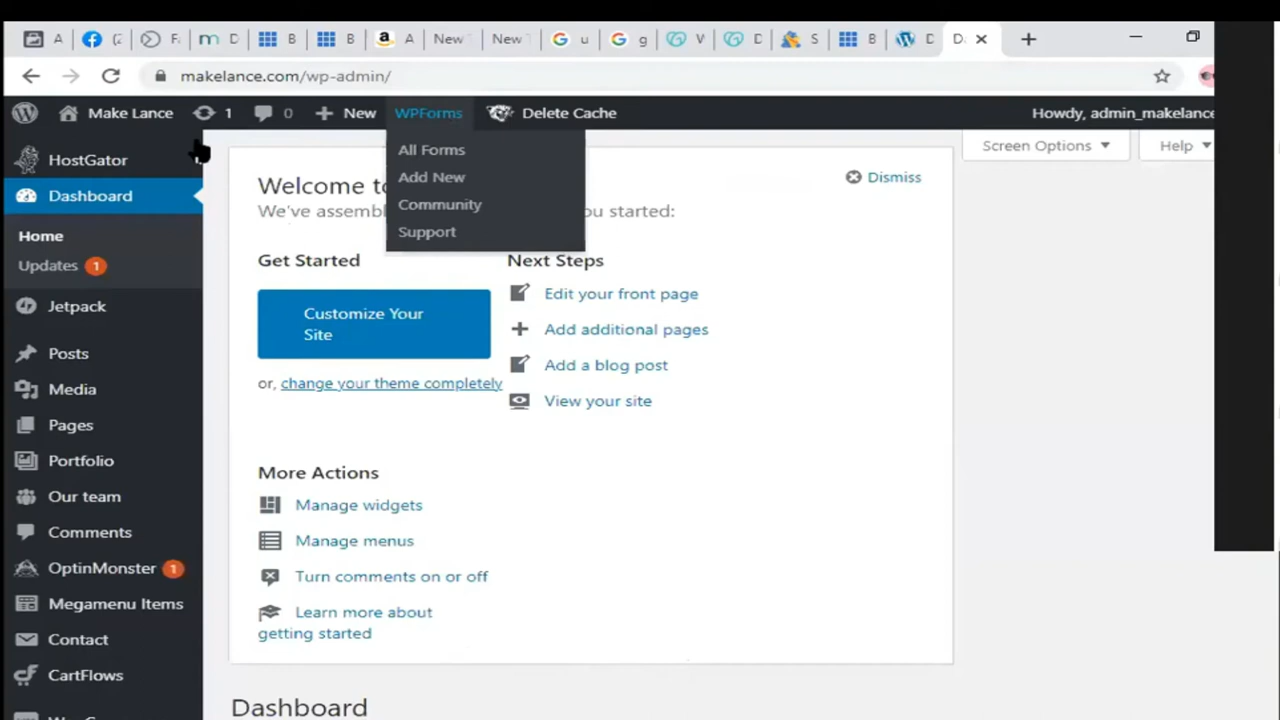 A
(2
F
D
B
B
A
New
New
u
g
V
D
S
B
D
D
makelance.com/wp-admin/
Make Lance
1
0
New
WPForms
Delete Cache
Howdy, admin_makelance
All Forms
Add New
Community
Support
Screen Options
Help
HostGator
Dashboard
Home
Updates 1
Jetpack
Posts
Media
Pages
Portfolio
Our team
Comments
OptinMonster 1
Megamenu Items
Contact
CartFlows
Welcome to
Dismiss
We've assembl
ou started:
Get Started
Customize Your
Site
or, change your theme completely
Next Steps
Edit your front page
Add additional pages
Add a blog post
View your site
More Actions
Manage widgets
Manage menus
Turn comments on or off
Learn more about
getting started
Dashboard